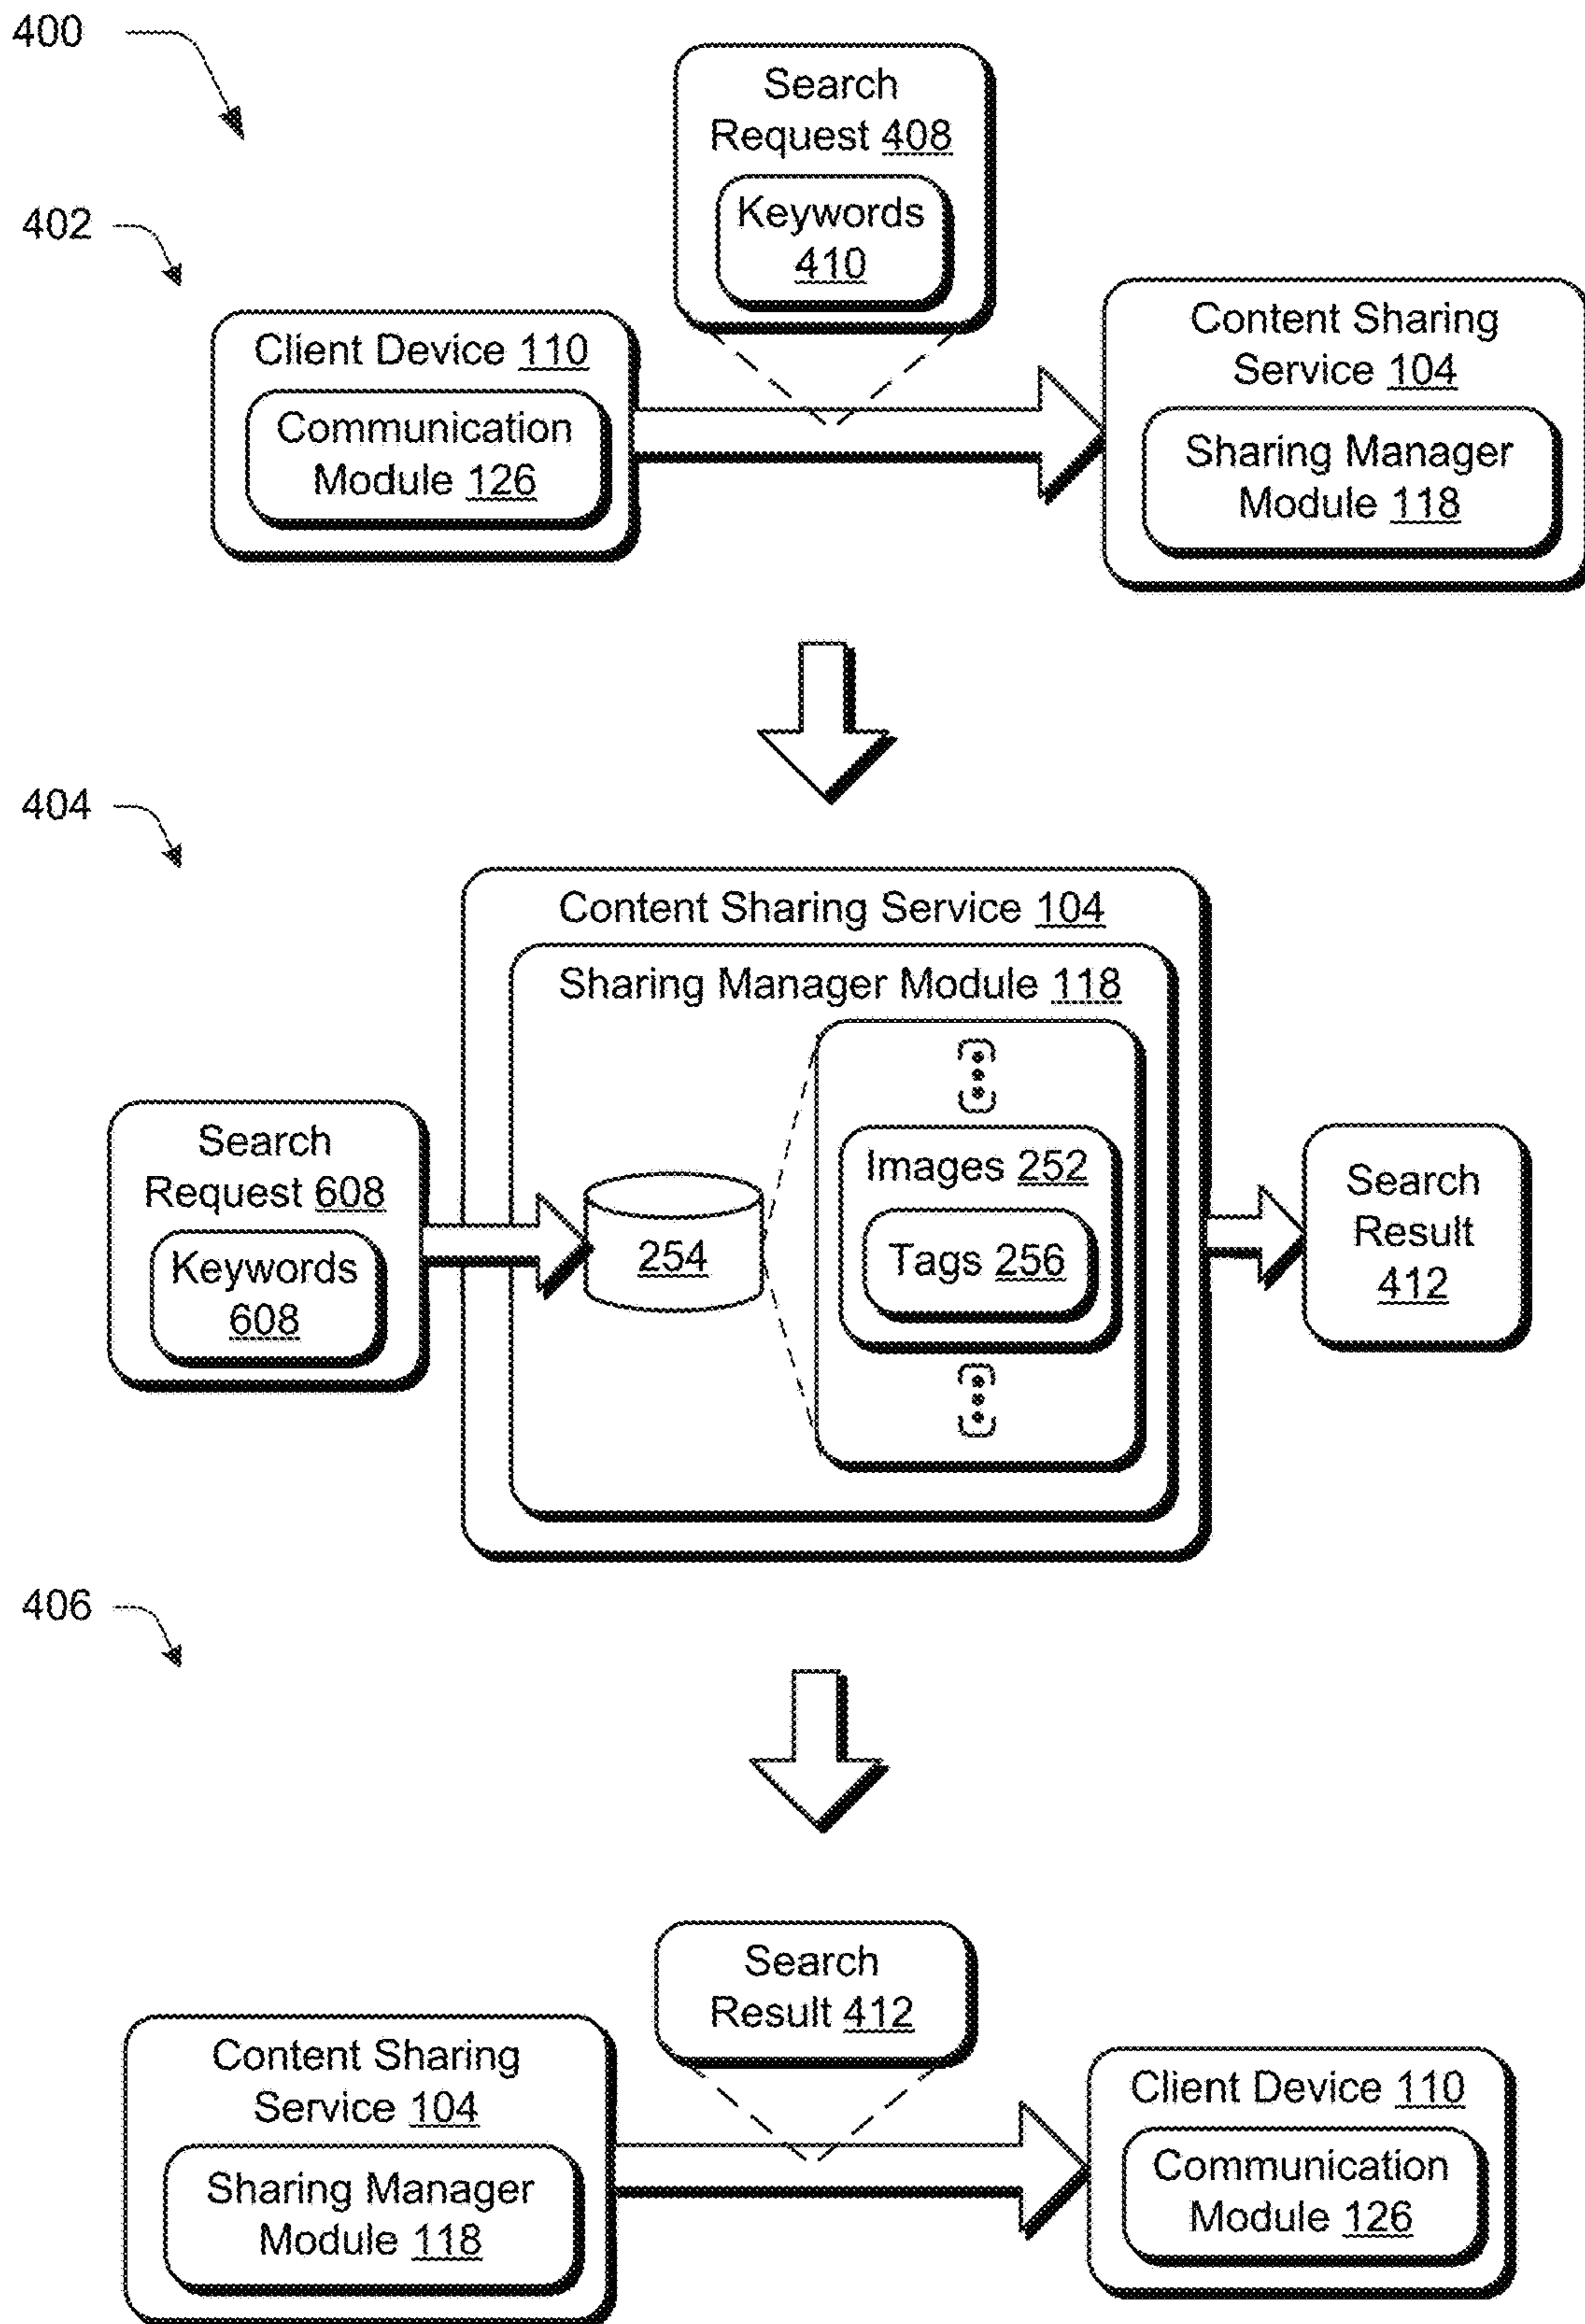 400
Search
Request 408
Keywords
410
402
Client Device 110
Communication
Module 126
Content Sharing
Service 104
Sharing Manager
Module 118
404
Content Sharing Service 104
Sharing Manager Module 118
Search
Request 608
Keywords
608
254
Images 252
Tags 256
Search
Result
412
406
Search
Result 412
Content Sharing
Service 104
Sharing Manager
Module 118
Client Device 110
Communication
Module 126